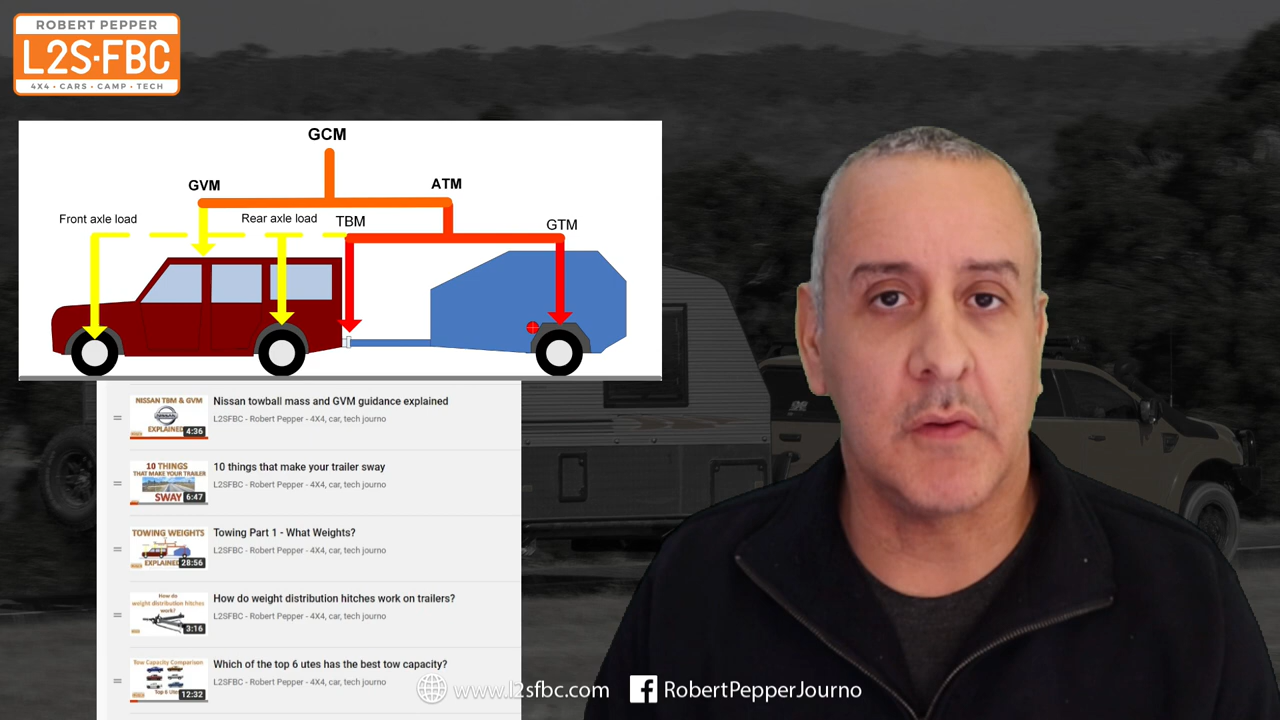 ROBERT PEPPER
L2S·FBC
4X4 • CARS • CAMP • TECH
GCM
GVM
ATM
Front axle load
Rear axle load
TBM
GTM
NISSAN TBM & GVM
EXPLAINED
4:36
Nissan towball mass and GVM guidance explained
L2SFBC - Robert Pepper - 4X4, car, tech journo
10 THINGS
THAT MAKE YOUR TRAILER
SWAY
6:47
10 things that make your trailer sway
L2SFBC - Robert Pepper - 4X4, car, tech journo
TOWING WEIGHTS
EXPLAINED
28:56
Towing Part 1 - What Weights?
L2SFBC - Robert Pepper - 4X4, car, tech journo
How do
weight distribution hitches
work?
3:16
How do weight distribution hitches work on trailers?
L2SFBC - Robert Pepper - 4X4, car, tech journo
Tow Capacity Comparison
Top 6 Utes
12:32
Which of the top 6 utes has the best tow capacity?
L2SFBC - Robert Pepper - 4X4, car, tech journo
www.l2sfbc.com
RobertPepperJourno